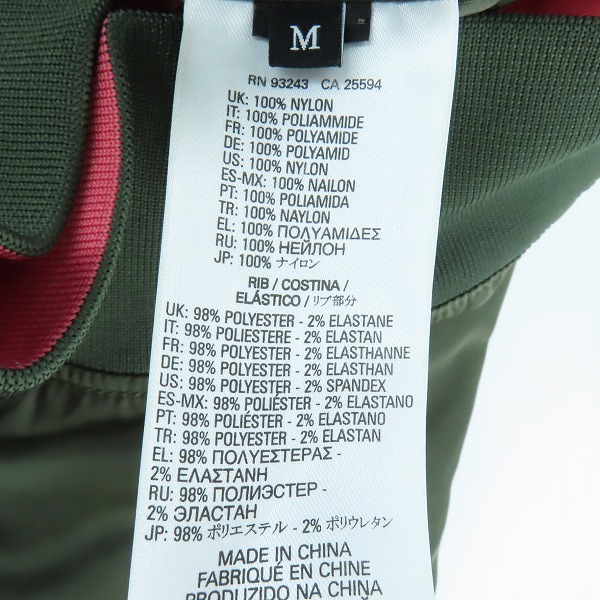 M
RN 93243 CA 25594
UK: 100% NYLON
IT: 100% POLIAMMIDE
FR: 100% POLYAMIDE
DE: 100% POLYAMID
US: 100% NYLON
ES-MX: 100% NAILON
PT: 100% POLIAMIDA
TR: 100% NAYLON
EL: 100% ΠΟΛΥΑΜΙΔΕΣ
RU: 100% НЕЙЛОН
JP: 100% ナイロン
RIB / COSTINA /
ELÁSTICO / リブ部分
UK: 98% POLYESTER - 2% ELASTANE
IT: 98% POLIESTERE - 2% ELASTAN
FR: 98% POLYESTER - 2% ELASTHANNE
DE: 98% POLYESTER - 2% ELASTHAN
US: 98% POLYESTER - 2% SPANDEX
ES-MX: 98% POLIÉSTER - 2% ELASTANO
PT: 98% POLIÉSTER - 2% ELASTANO
TR: 98% POLYESTER - 2% ELASTAN
EL: 98% ΠΟΛΥΕΣΤΕΡΑΣ -
2% ΕΛΑΣΤΑΝΗ
RU: 98% ПОЛИЭСТЕР -
2% ЭЛАСТАН
JP: 98% ポリエステル - 2% ポリウレタン
MADE IN CHINA
FABRIQUÉ EN CHINE
PRODUZIDO NA CHINA